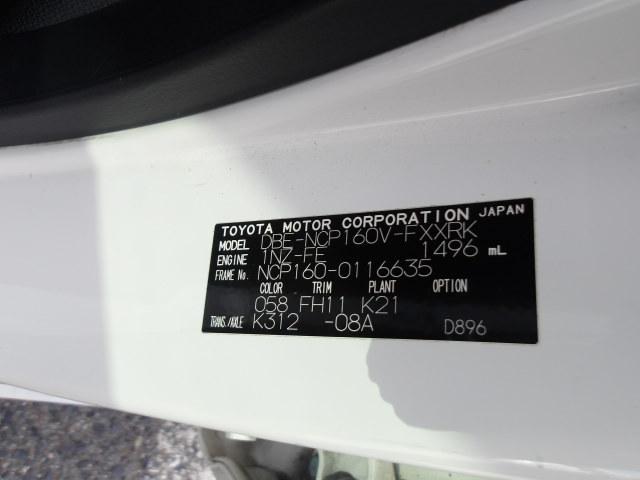 TOYOTA MOTOR CORPORATION JAPAN
MODEL DBE-NCP160V-FXXRK
ENGINE 1NZ-FE 1496 mL
FRAME No. NCP160-0116635
COLOR TRIM PLANT OPTION
058 FH11 K21
TRANS./AXLE K312 -08A D896